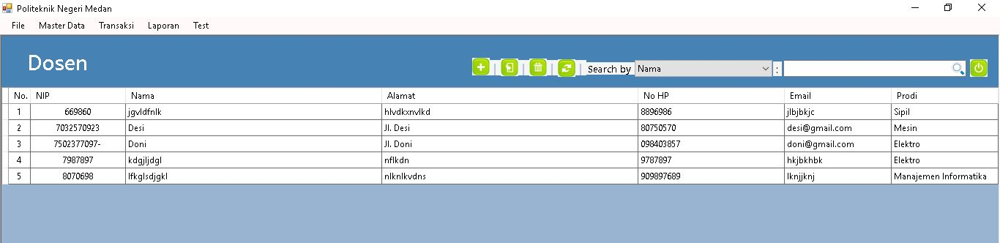 Politeknik Negeri Medan
File Master Data Transaksi Laporan Test
Dosen
Search by Nama :
No. NIP Nama Alamat No HP Email Prodi
1 669860 jgvldfnlk hlvdkxnvlkd 8896986 jlbjbkjc Sipil
2 7032570923 Desi Jl. Desi 80750570 desi@gmail.com Mesin
3 7502377097- Doni Jl. Doni 098403857 doni@gmail.com Elektro
4 7987897 kdgjljdgl nflkdn 9787897 hkjbkhbk Elektro
5 8070698 lfkglsdjgkl nlknlkvdns 909897689 lknjjknj Manajemen Informatika